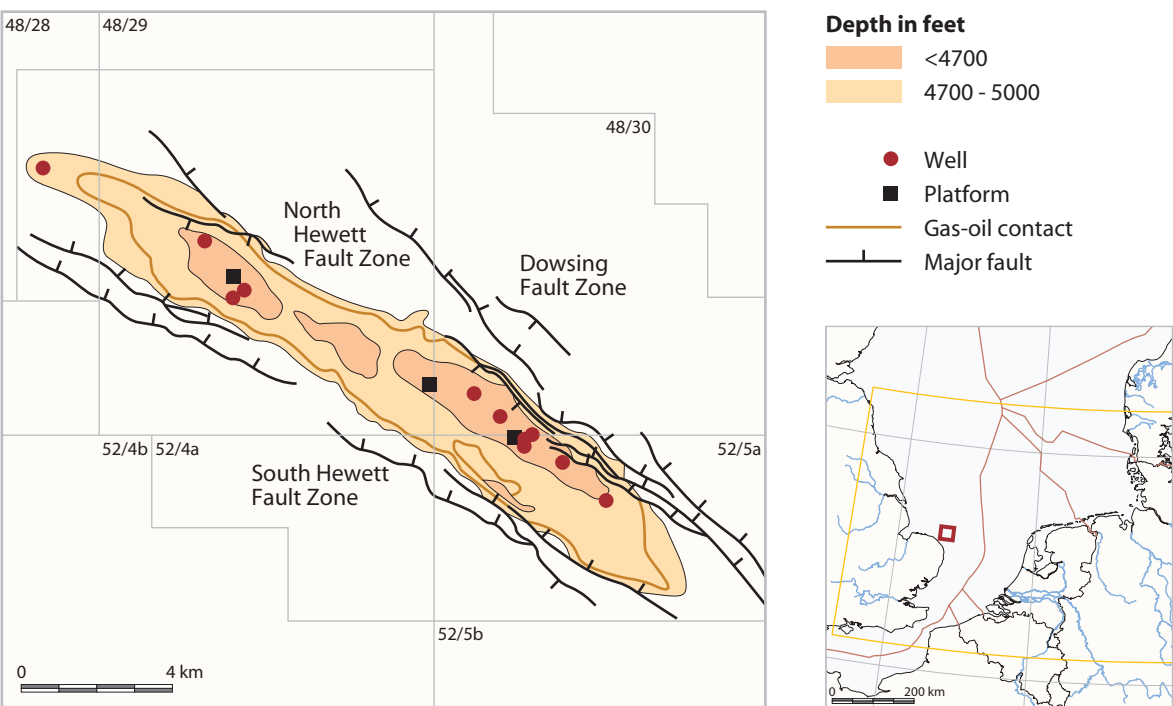 48/28
48/29
48/30
North
Hewett
Fault Zone
Dowsing
Fault Zone
52/4b
52/4a
52/5a
South Hewett
Fault Zone
52/5b
0
4 km
Depth in feet
<4700
4700 - 5000
Well
Platform
Gas-oil contact
Major fault
0
200 km